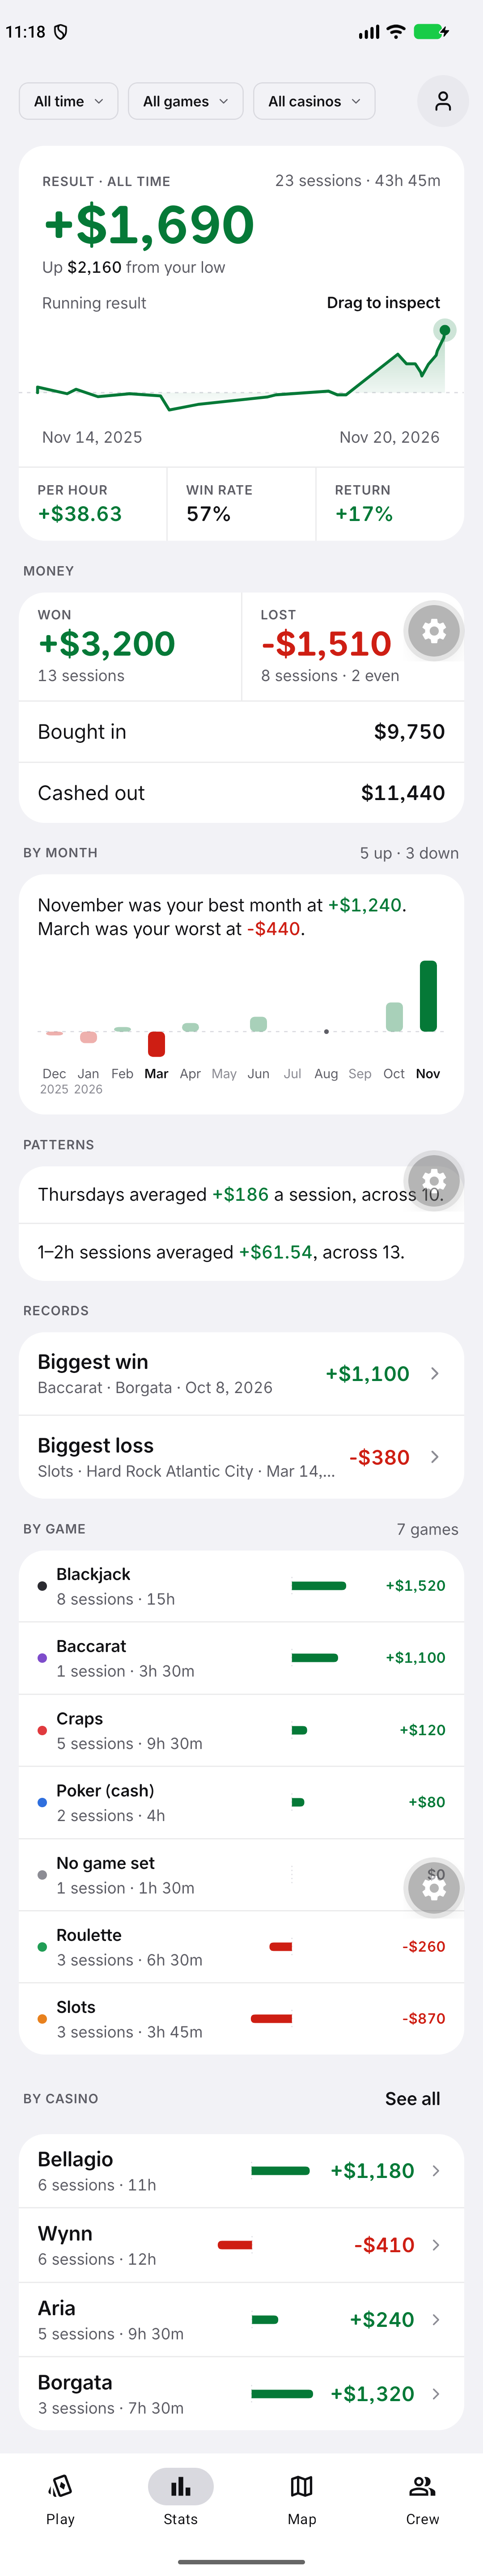 11:18
All time
All games
All casinos
RESULT · ALL TIME
23 sessions · 43h 45m
+$1,690
Up $2,160 from your low
Running result
Drag to inspect
Nov 14, 2025
Nov 20, 2026
PER HOUR
WIN RATE
RETURN
+$38.63
57%
+17%
MONEY
WON
LOST
+$3,200
-$1,510
13 sessions
8 sessions · 2 even
Bought in
$9,750
Cashed out
$11,440
BY MONTH
5 up · 3 down
November was your best month at +$1,240.
March was your worst at -$440.
Dec Jan Feb Mar Apr May Jun Jul Aug Sep Oct Nov
2025 2026
PATTERNS
Thursdays averaged +$186 a session, across 10.
1–2h sessions averaged +$61.54, across 13.
RECORDS
Biggest win
Baccarat · Borgata · Oct 8, 2026
+$1,100
Biggest loss
Slots · Hard Rock Atlantic City · Mar 14,...
-$380
BY GAME
7 games
Blackjack
8 sessions · 15h
+$1,520
Baccarat
1 session · 3h 30m
+$1,100
Craps
5 sessions · 9h 30m
+$120
Poker (cash)
2 sessions · 4h
+$80
No game set
1 session · 1h 30m
$0
Roulette
3 sessions · 6h 30m
-$260
Slots
3 sessions · 3h 45m
-$870
BY CASINO
See all
Bellagio
6 sessions · 11h
+$1,180
Wynn
6 sessions · 12h
-$410
Aria
5 sessions · 9h 30m
+$240
Borgata
3 sessions · 7h 30m
+$1,320
Play
Stats
Map
Crew